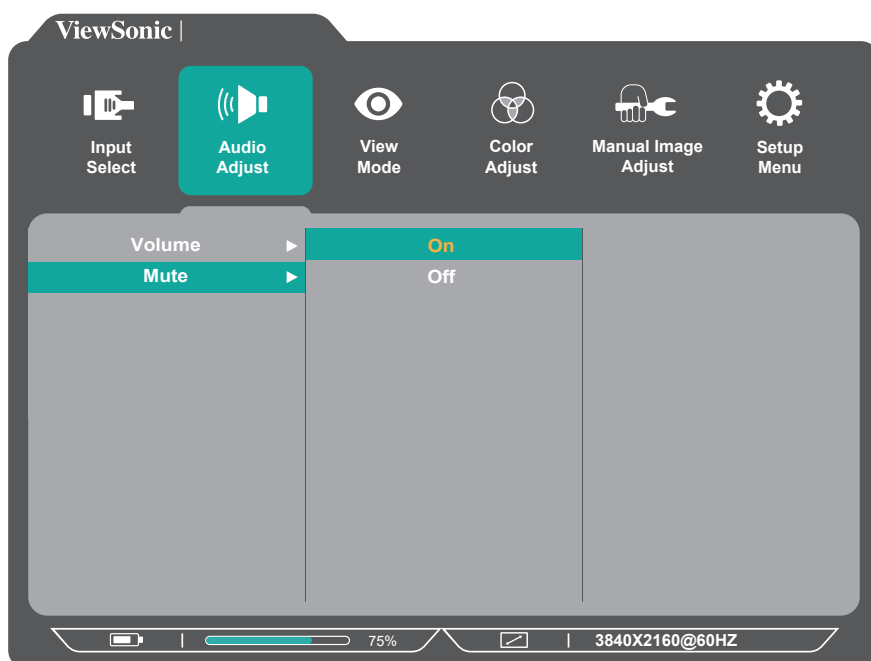 ViewSonic
Input
Select
Audio
Adjust
View
Mode
Color
Adjust
Manual Image
Adjust
Setup
Menu
Volume
On
Mute
Off
75%
3840X2160@60HZ